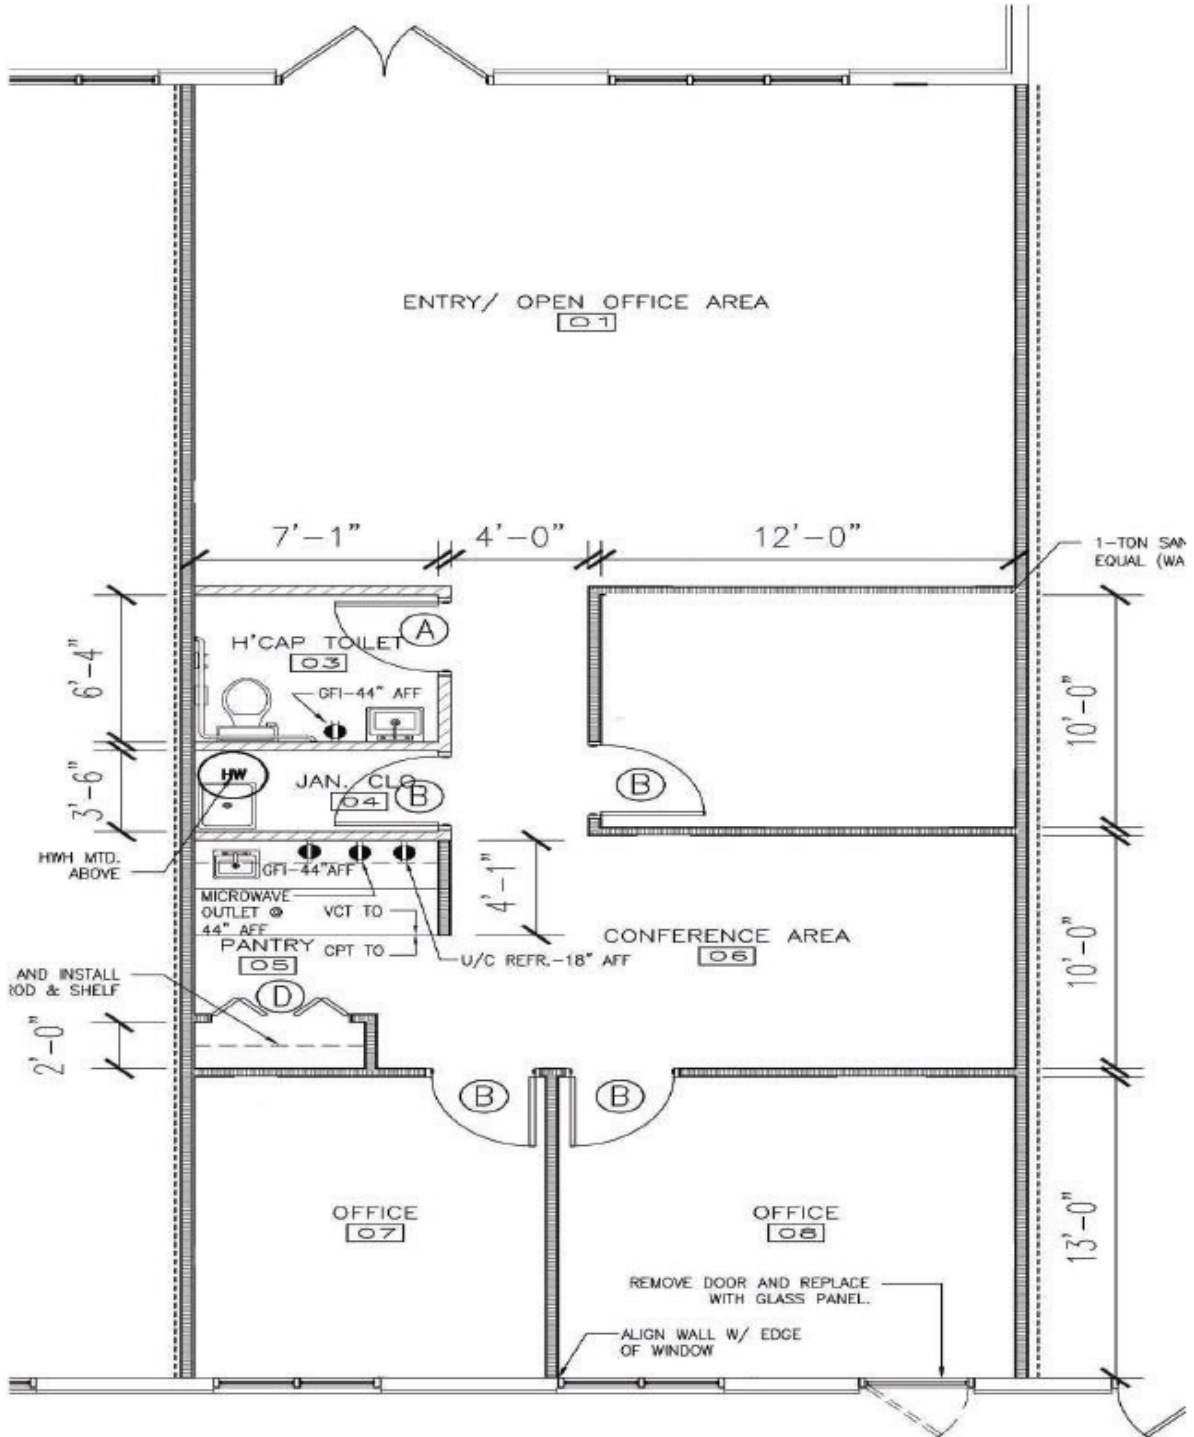 ENTRY/ OPEN OFFICE AREA
01
7'-1"
4'-0"
12'-0"
1-TON SAN
EQUAL (WA
6'-4"
H'CAP TOILET
03
A
GFI-44" AFF
10'-0"
3'-6"
HW
JAN. CLO
04
B
B
HWH MTD.
ABOVE
GFI-44"AFF
4'-1"
MICROWAVE
OUTLET @
44" AFF
VCT TO
CPT TO
PANTRY
05
U/C REFR.-18" AFF
CONFERENCE AREA
06
10'-0"
AND INSTALL
ROD & SHELF
D
2'-0"
B
B
OFFICE
07
OFFICE
08
13'-0"
REMOVE DOOR AND REPLACE
WITH GLASS PANEL.
ALIGN WALL W/ EDGE
OF WINDOW